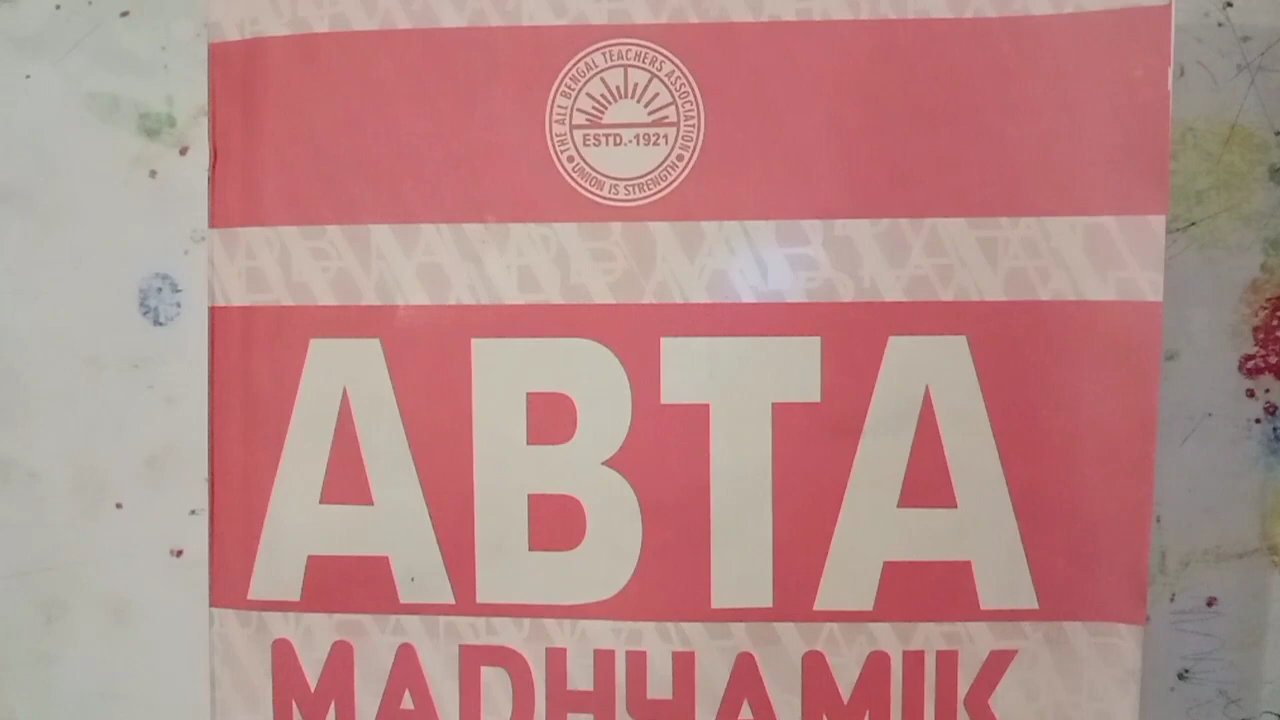 THE ALL BENGAL TEACHERS ASSOCIATION
ESTD.-1921
UNION IS STRENGTH
ABTA
MADHYAMIK